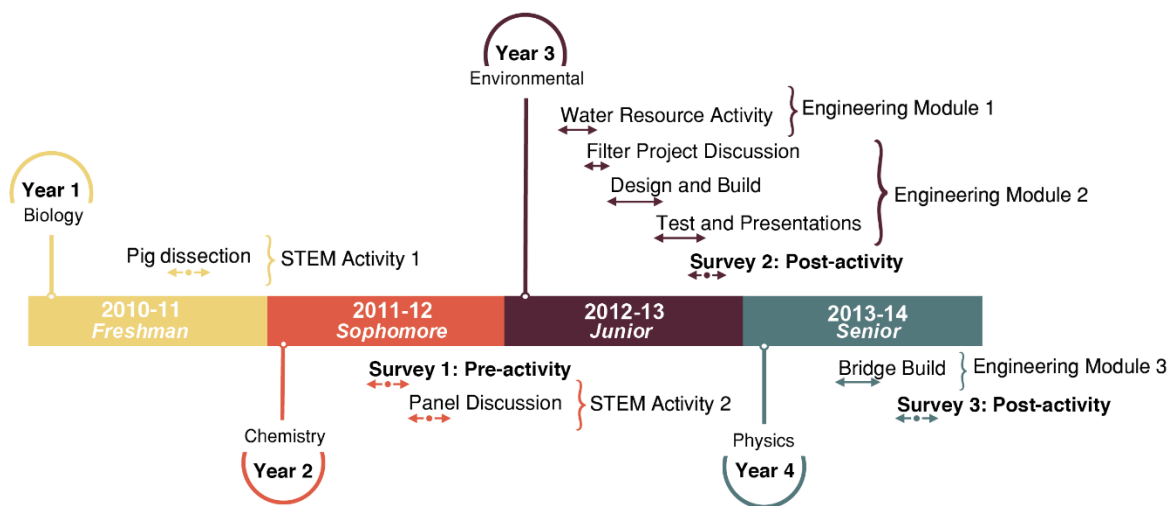 Year 3
Environmental
Water Resource Activity
Engineering Module 1
Filter Project Discussion
Design and Build
Engineering Module 2
Test and Presentations
Survey 2: Post-activity
Year 1
Biology
Pig dissection
STEM Activity 1
2010-11
Freshman
2011-12
Sophomore
2012-13
Junior
2013-14
Senior
Survey 1: Pre-activity
Panel Discussion
STEM Activity 2
Bridge Build
Engineering Module 3
Survey 3: Post-activity
Chemistry
Year 2
Physics
Year 4